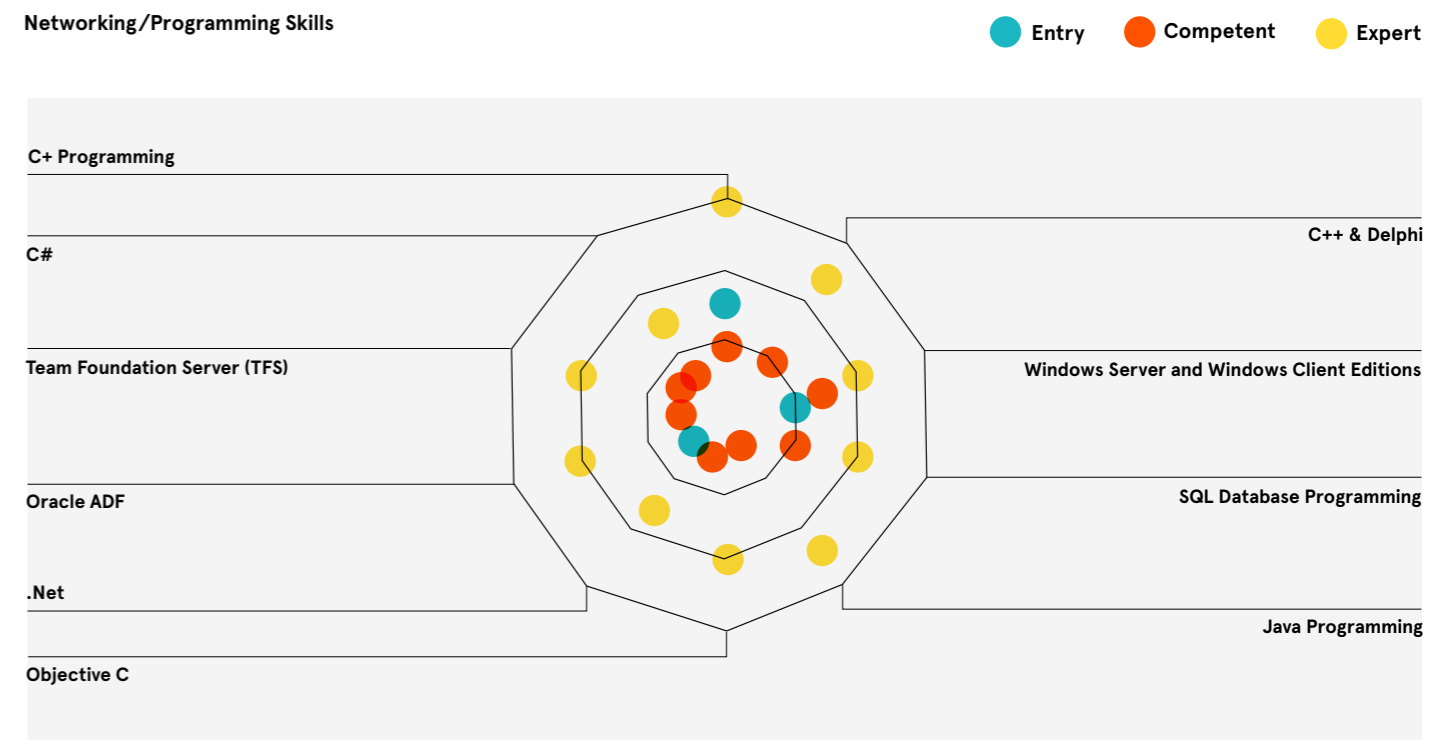 Networking/Programming Skills
Entry
Competent
Expert
C+ Programming
C++ & Delphi
C#
Team Foundation Server (TFS)
Windows Server and Windows Client Editions
Oracle ADF
SQL Database Programming
.Net
Java Programming
Objective C